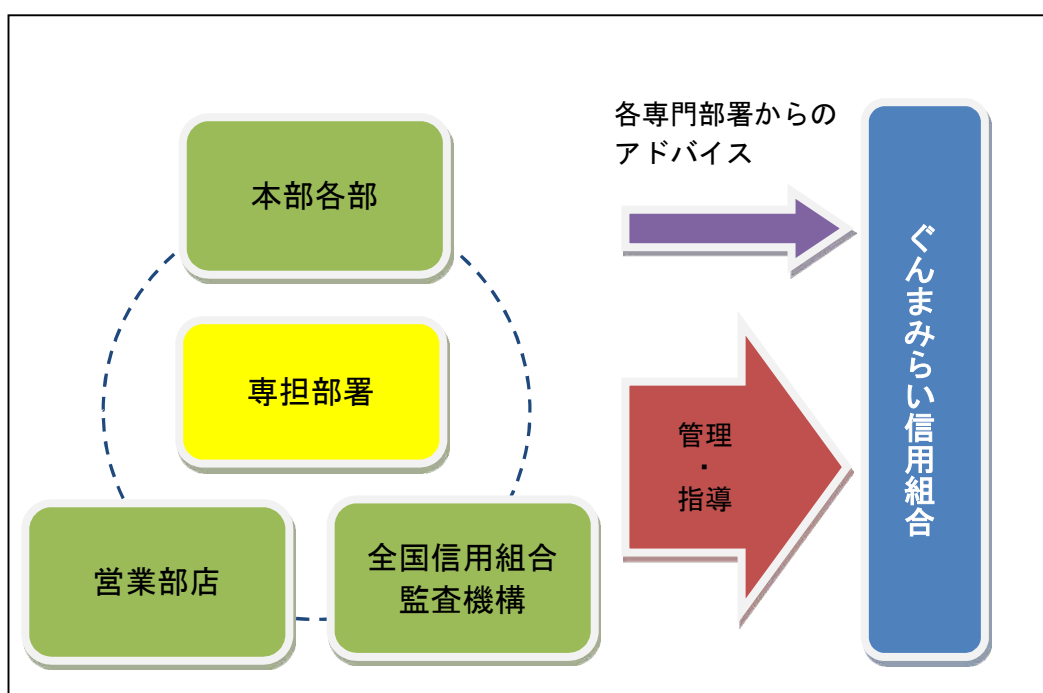 本部各部
専担部署
営業部店
全国信用組合
監査機構
各専門部署からの
アドバイス
管理
・
指導
ぐんまみらい信用組合